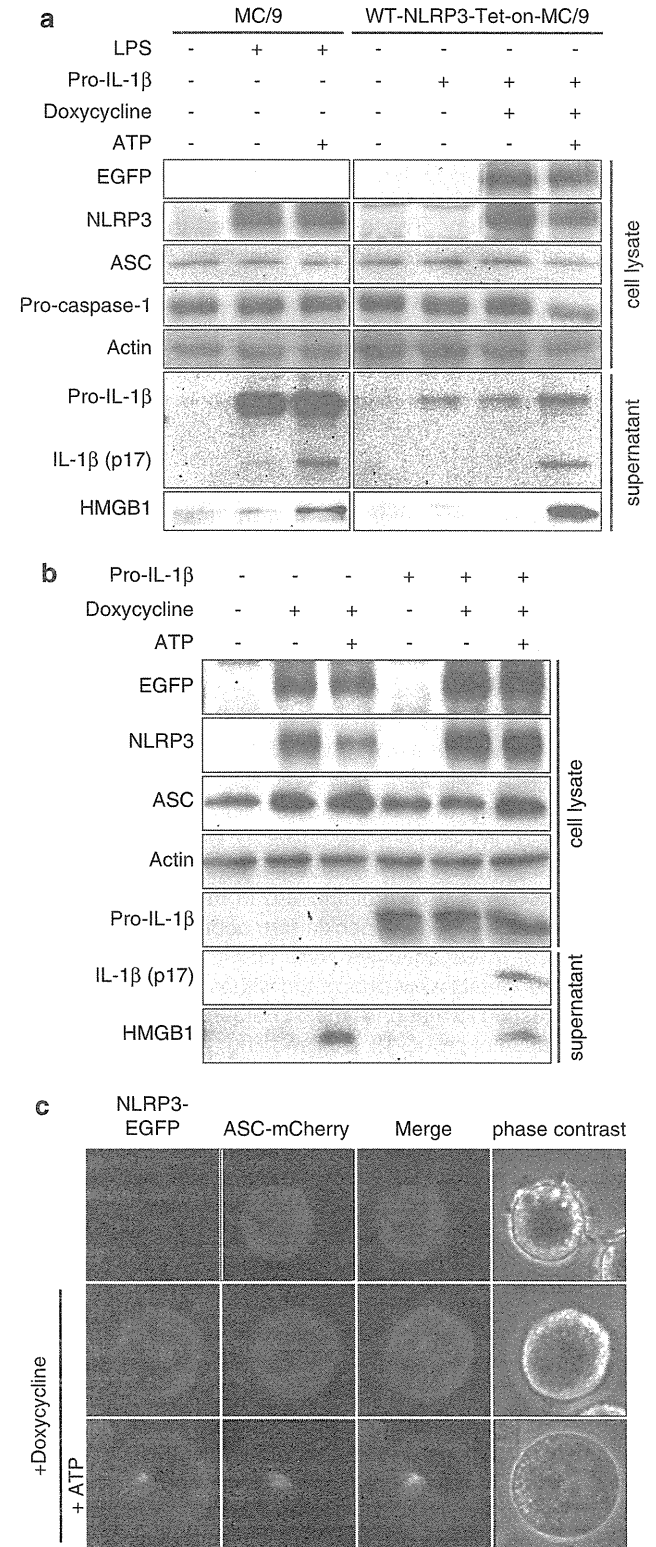 a
MC/9 WT-NLRP3-Tet-on-MC/9
LPS - + + - - - -
Pro-IL-1β - - - - + + +
Doxycycline - - - - - + +
ATP - - + - - - +
EGFP
NLRP3
ASC
Pro-caspase-1
Actin
cell lysate
Pro-IL-1β
IL-1β (p17)
HMGB1
supernatant
b
Pro-IL-1β - - - + + +
Doxycycline - + + - + +
ATP - - + - - +
EGFP
NLRP3
ASC
Actin
Pro-IL-1β
cell lysate
IL-1β (p17)
HMGB1
supernatant
c
NLRP3-
EGFP ASC-mCherry Merge phase contrast
+Doxycycline
+ ATP